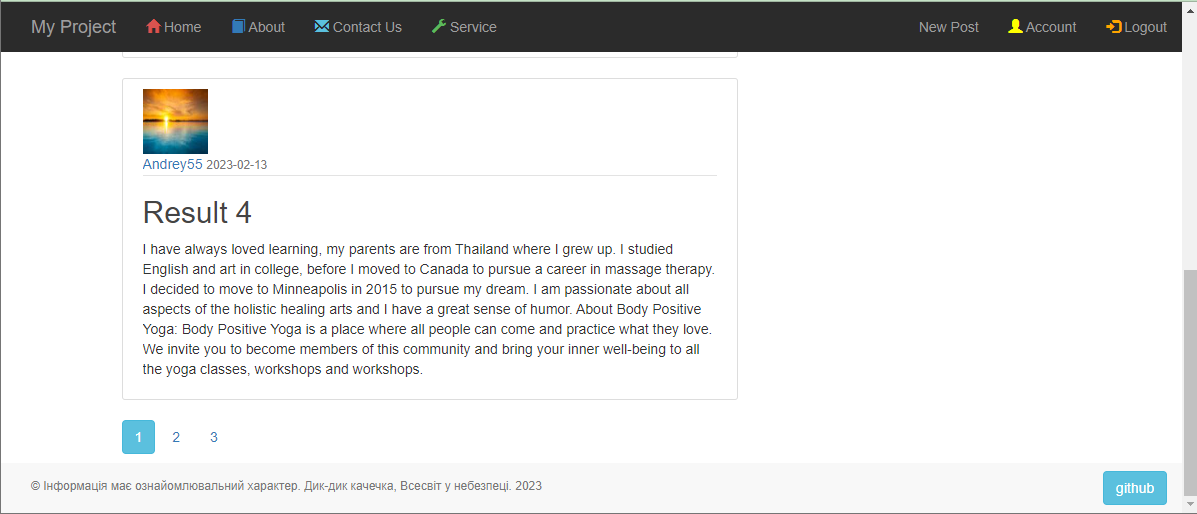 My Project Home About Contact Us Service New Post Account Logout
Andrey55 2023-02-13
Result 4
I have always loved learning, my parents are from Thailand where I grew up. I studied
English and art in college, before I moved to Canada to pursue a career in massage therapy.
I decided to move to Minneapolis in 2015 to pursue my dream. I am passionate about all
aspects of the holistic healing arts and I have a great sense of humor. About Body Positive
Yoga: Body Positive Yoga is a place where all people can come and practice what they love.
We invite you to become members of this community and bring your inner well-being to all
the yoga classes, workshops and workshops.
1 2 3
© Інформація має ознайомлювальний характер. Дик-дик качечка, Всесвіт у небезпеці. 2023
github